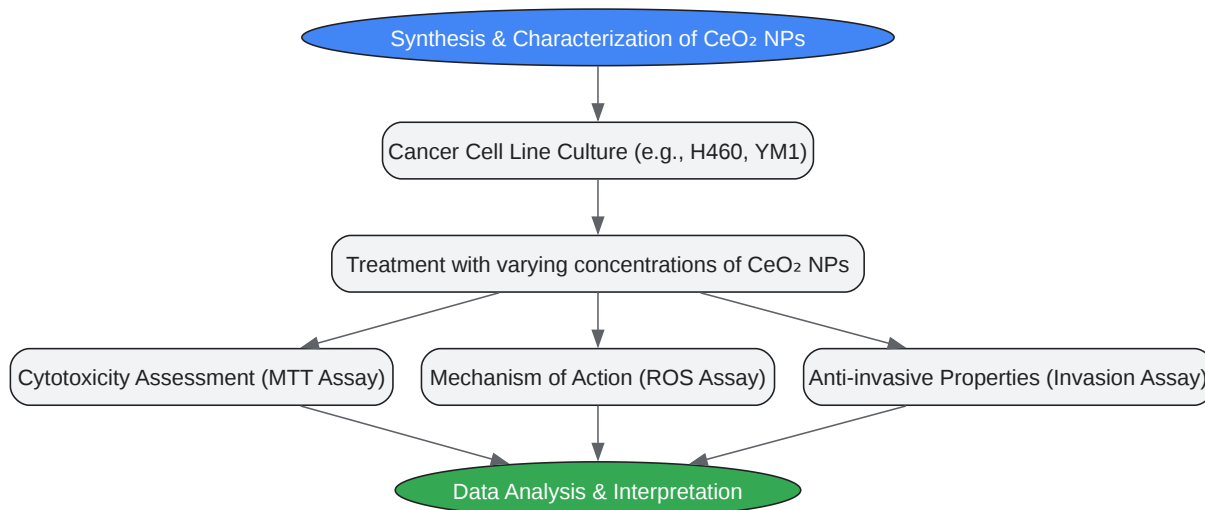 Synthesis & Characterization of CeO₂ NPs
Cancer Cell Line Culture (e.g., H460, YM1)
Treatment with varying concentrations of CeO₂ NPs
Cytotoxicity Assessment (MTT Assay)
Mechanism of Action (ROS Assay)
Anti-invasive Properties (Invasion Assay)
Data Analysis & Interpretation